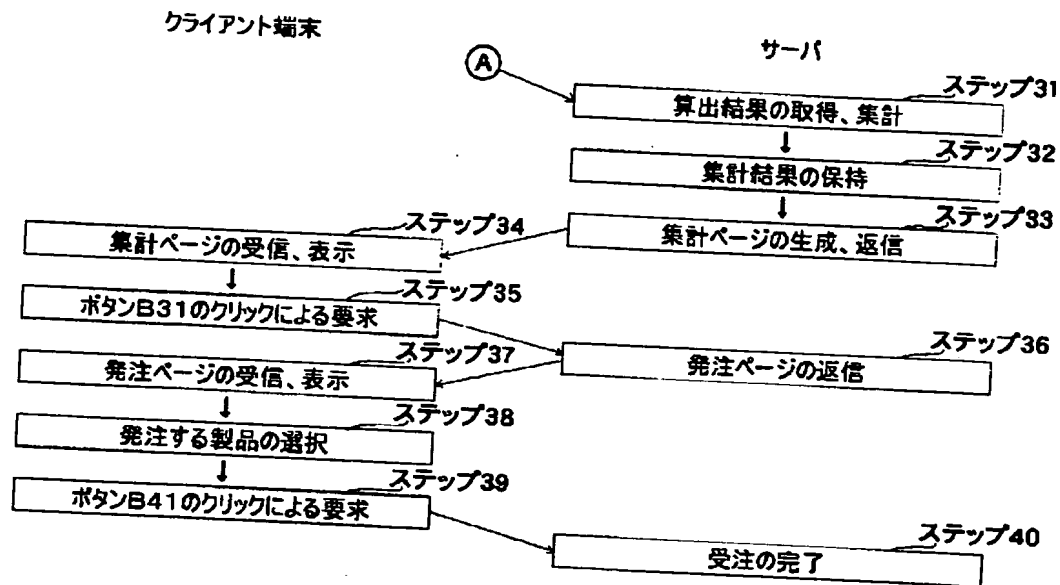 クライアント端末
サーバ
A
ステップ31
算出結果の取得、集計
ステップ32
集計結果の保持
ステップ33
集計ページの生成、返信
ステップ34
集計ページの受信、表示
ステップ35
ボタンB31のクリックによる要求
ステップ36
発注ページの返信
ステップ37
発注ページの受信、表示
ステップ38
発注する製品の選択
ステップ39
ボタンB41のクリックによる要求
ステップ40
受注の完了